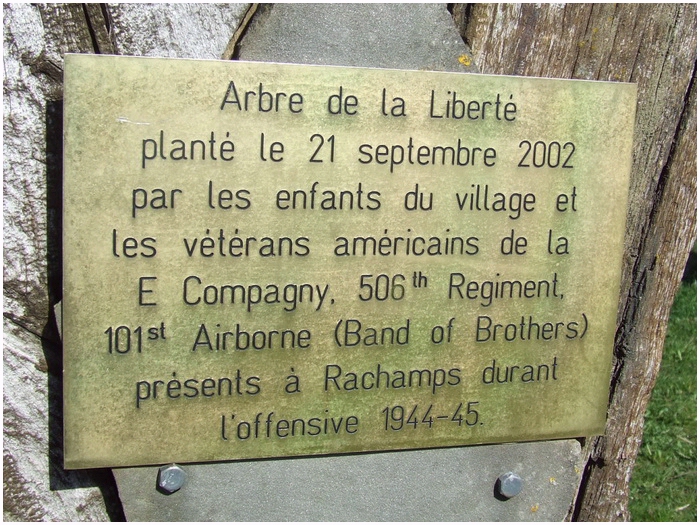 Arbre de la Liberté
planté le 21 septembre 2002
par les enfants du village et
les vétérans américains de la
E Compagny, 506th Regiment,
101st Airborne (Band of Brothers)
présents à Rachamps durant
l'offensive 1944-45.